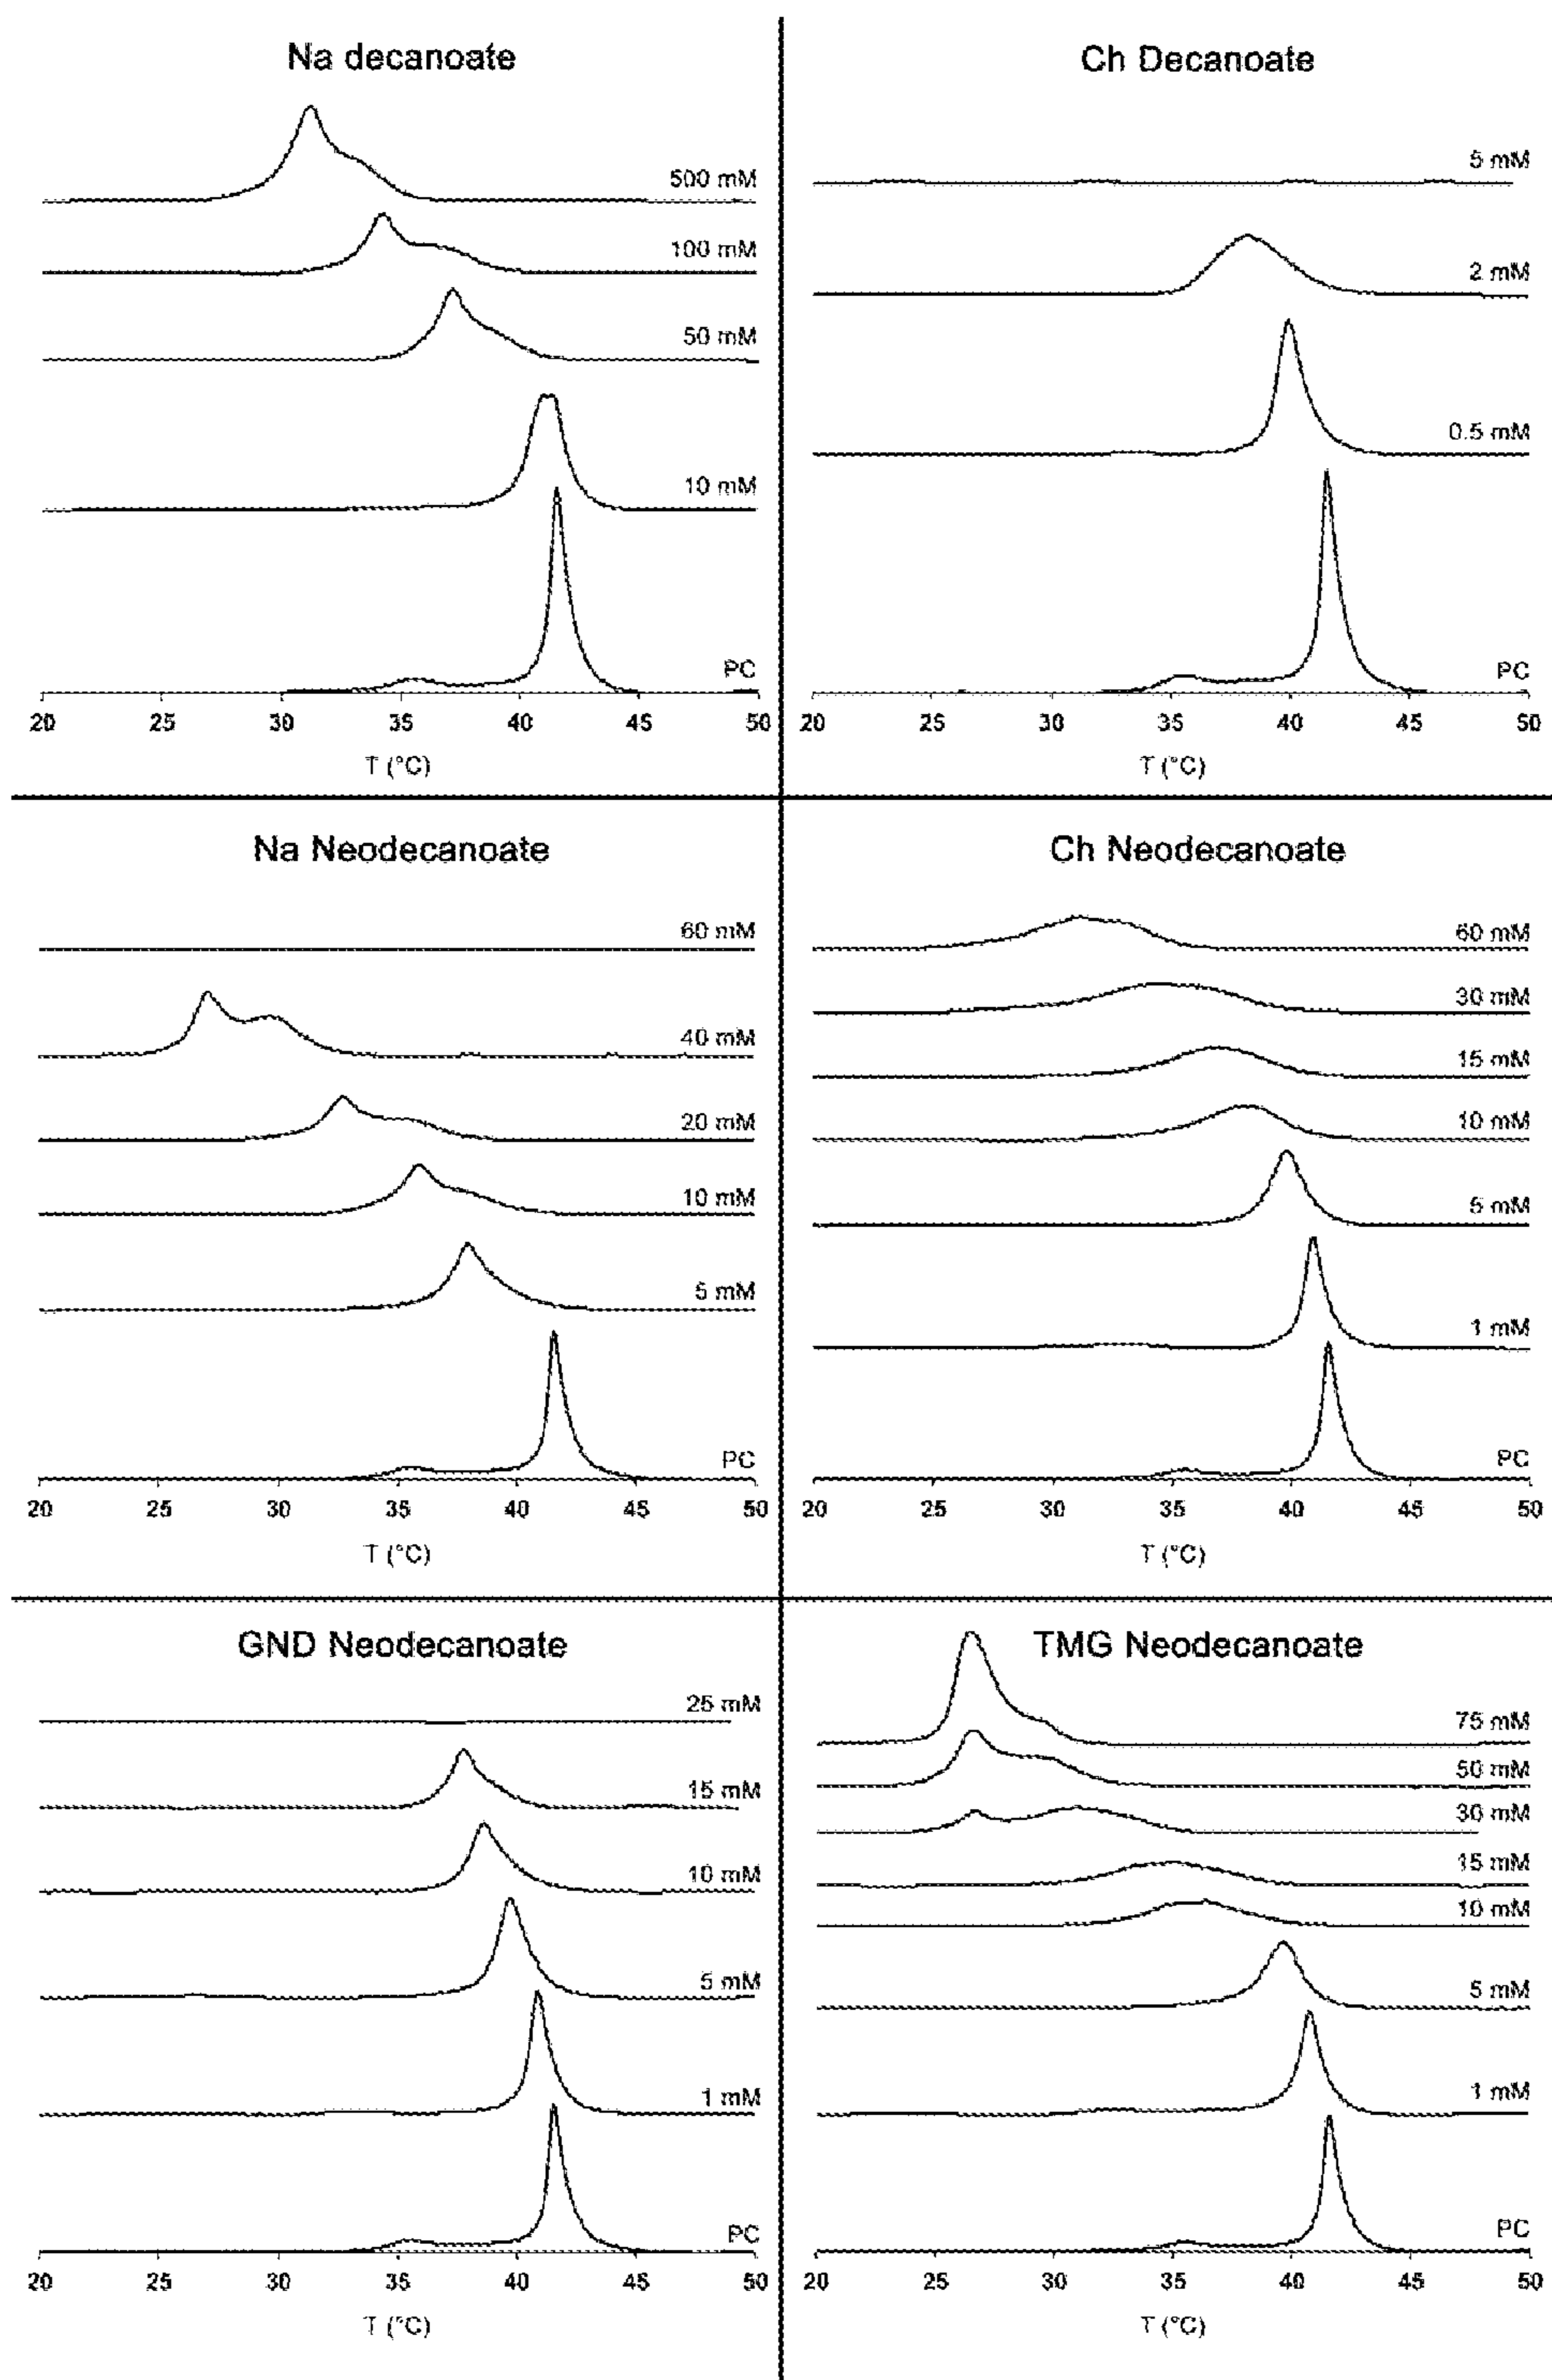 Na decanoate
500 mM
100 mM
50 mM
10 mM
PC
20 25 30 35 40 45 50
T (°C)
Ch Decanoate
5 mM
2 mM
0.5 mM
PC
20 25 30 35 40 45 50
T (°C)
Na Neodecanoate
60 mM
40 mM
20 mM
10 mM
5 mM
PC
20 25 30 35 40 45 50
T (°C)
Ch Neodecanoate
60 mM
30 mM
15 mM
10 mM
5 mM
1 mM
PC
20 25 30 35 40 45 50
T (°C)
GND Neodecanoate
25 mM
15 mM
10 mM
5 mM
1 mM
PC
20 25 30 35 40 45 50
T (°C)
TMG Neodecanoate
75 mM
50 mM
30 mM
15 mM
10 mM
5 mM
1 mM
PC
20 25 30 35 40 45 50
T (°C)